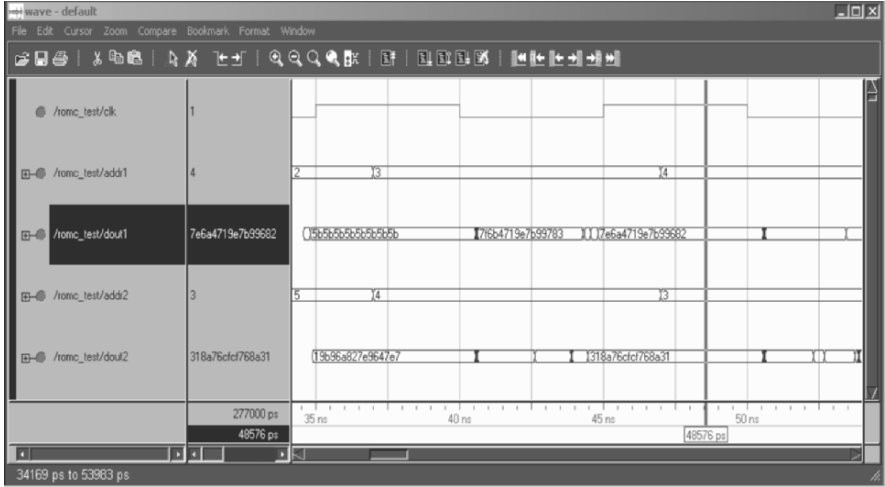 wave - default
File Edit Cursor Zoom Compare Bookmark Format Window
/romc_test/clk 1
/romc_test/addr1 4 2 3 4
/romc_test/dout1 7e6a4719e7b99682 5b5b5b5b5b5b5b5b 7f6b4719e7b99783 7e6a4719e7b99682
/romc_test/addr2 3 5 4 3
/romc_test/dout2 318a76cfcf768a31 19b96a827e9647e7 318a76cfcf768a31
277000 ps 35 ns 40 ns 45 ns 50 ns
48576 ps 48576 ps
34169 ps to 53983 ps